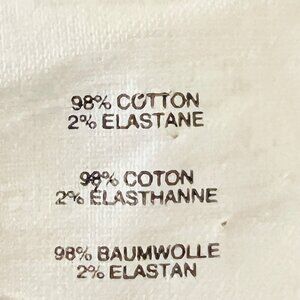 98% COTTON
2% ELASTANE
98% COTON
2% ELASTHANNE
98% BAUMWOLLE
2% ELASTAN